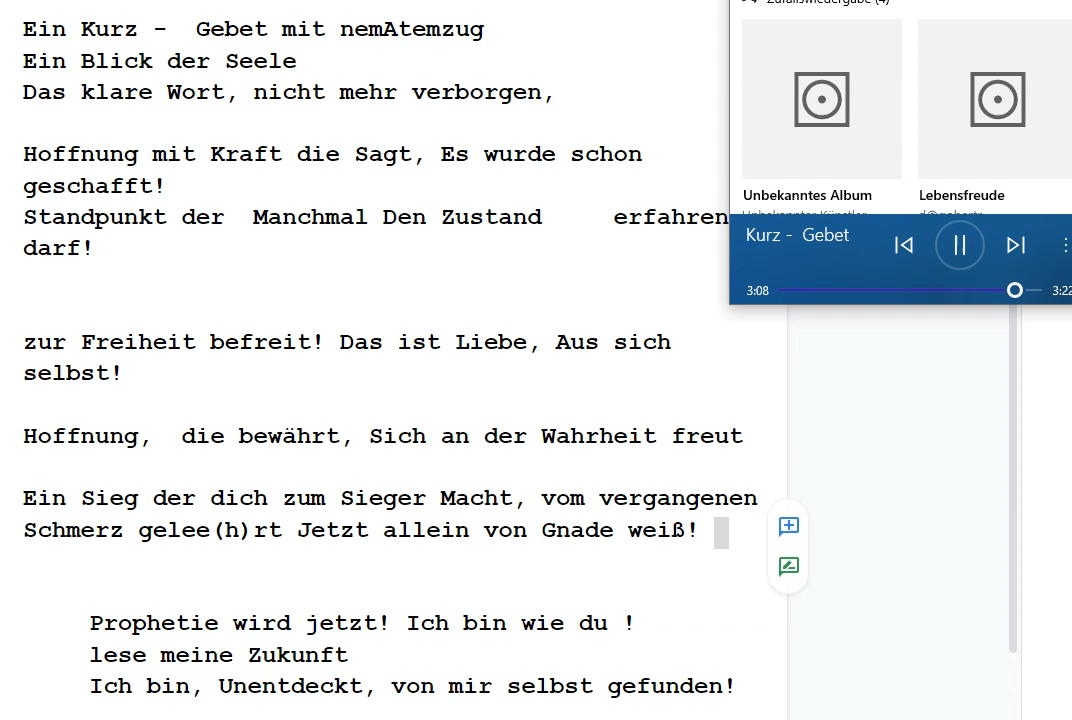 Ein Kurz -  Gebet mit nemAtemzug
Ein Blick der Seele
Das klare Wort, nicht mehr verborgen,
Hoffnung mit Kraft die Sagt, Es wurde schon
geschafft!
Standpunkt der  Manchmal Den Zustand     erfahren
darf!
zur Freiheit befreit! Das ist Liebe, Aus sich
selbst!
Hoffnung,  die bewährt, Sich an der Wahrheit freut
Ein Sieg der dich zum Sieger Macht, vom vergangenen
Schmerz gelee(h)rt Jetzt allein von Gnade weiß!
Prophetie wird jetzt! Ich bin wie du !
lese meine Zukunft
Ich bin, Unentdeckt, von mir selbst gefunden!
Zufallswiedergabe (4)
Unbekanntes Album
Lebensfreude
Unbekannter Künstler
Kurz -  Gebet
3:08
3:22